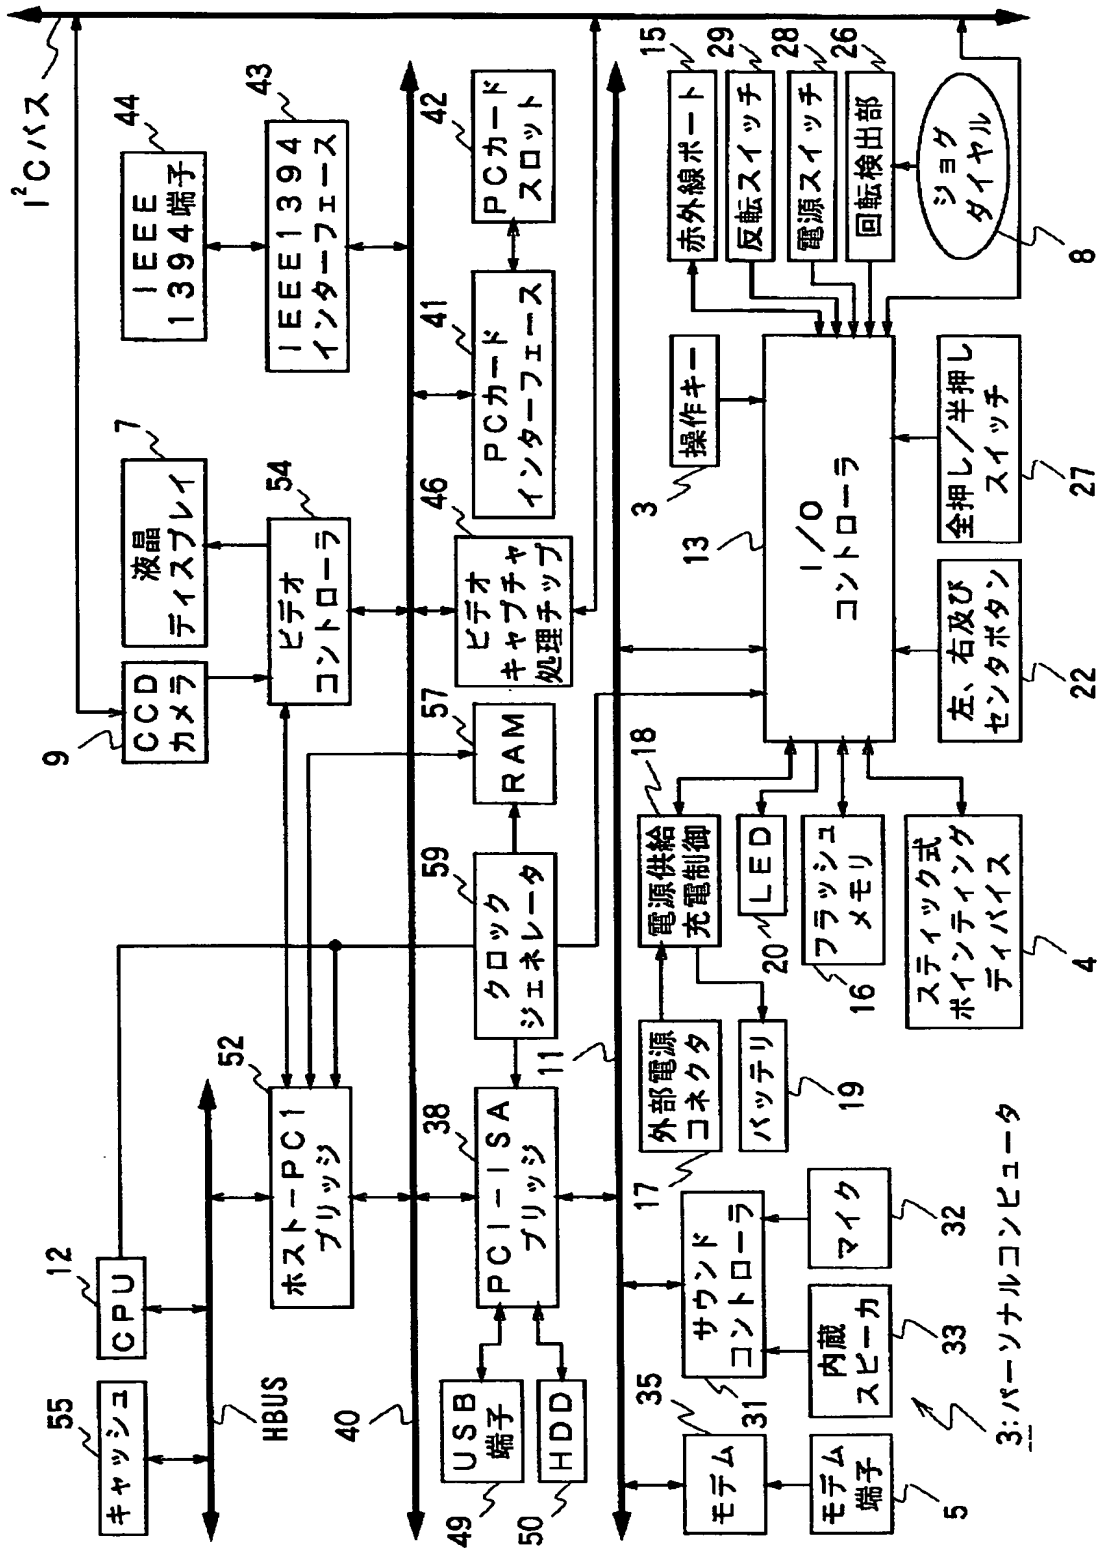 I²Cバス
44
IEEE
1394端子
43
IEEE1394
インターフェース
42
PCカード
スロット
41
PCカード
インターフェース
7
液晶
ディスプレイ
54
ビデオ
コントローラ
46
ビデオ
キャプチャ
処理チップ
9
CCD
カメラ
57
RAM
59
クロック
ジェネレータ
52
ホスト−PCI
ブリッジ
38
PCI−ISA
ブリッジ
12
CPU
55
キャッシュ
HBUS
40
49
USB
端子
50
HDD
11
15
赤外線ポート
29
反転スイッチ
28
電源スイッチ
26
回転検出部
ジョグ
ダイヤル
8
3
操作キー
13
I/O
コントローラ
全押し/半押し
スイッチ
27
左、右及び
センタボタン
22
18
電源供給
充電制御
20
LED
16
フラッシュ
メモリ
スティック式
ポインティング
ディバイス
4
17
外部電源
コネクタ
バッテリ
19
31
サウンド
コントローラ
マイク
32
内蔵
スピーカ
33
35
モデム
モデム
端子
5
3:パーソナルコンピュータ